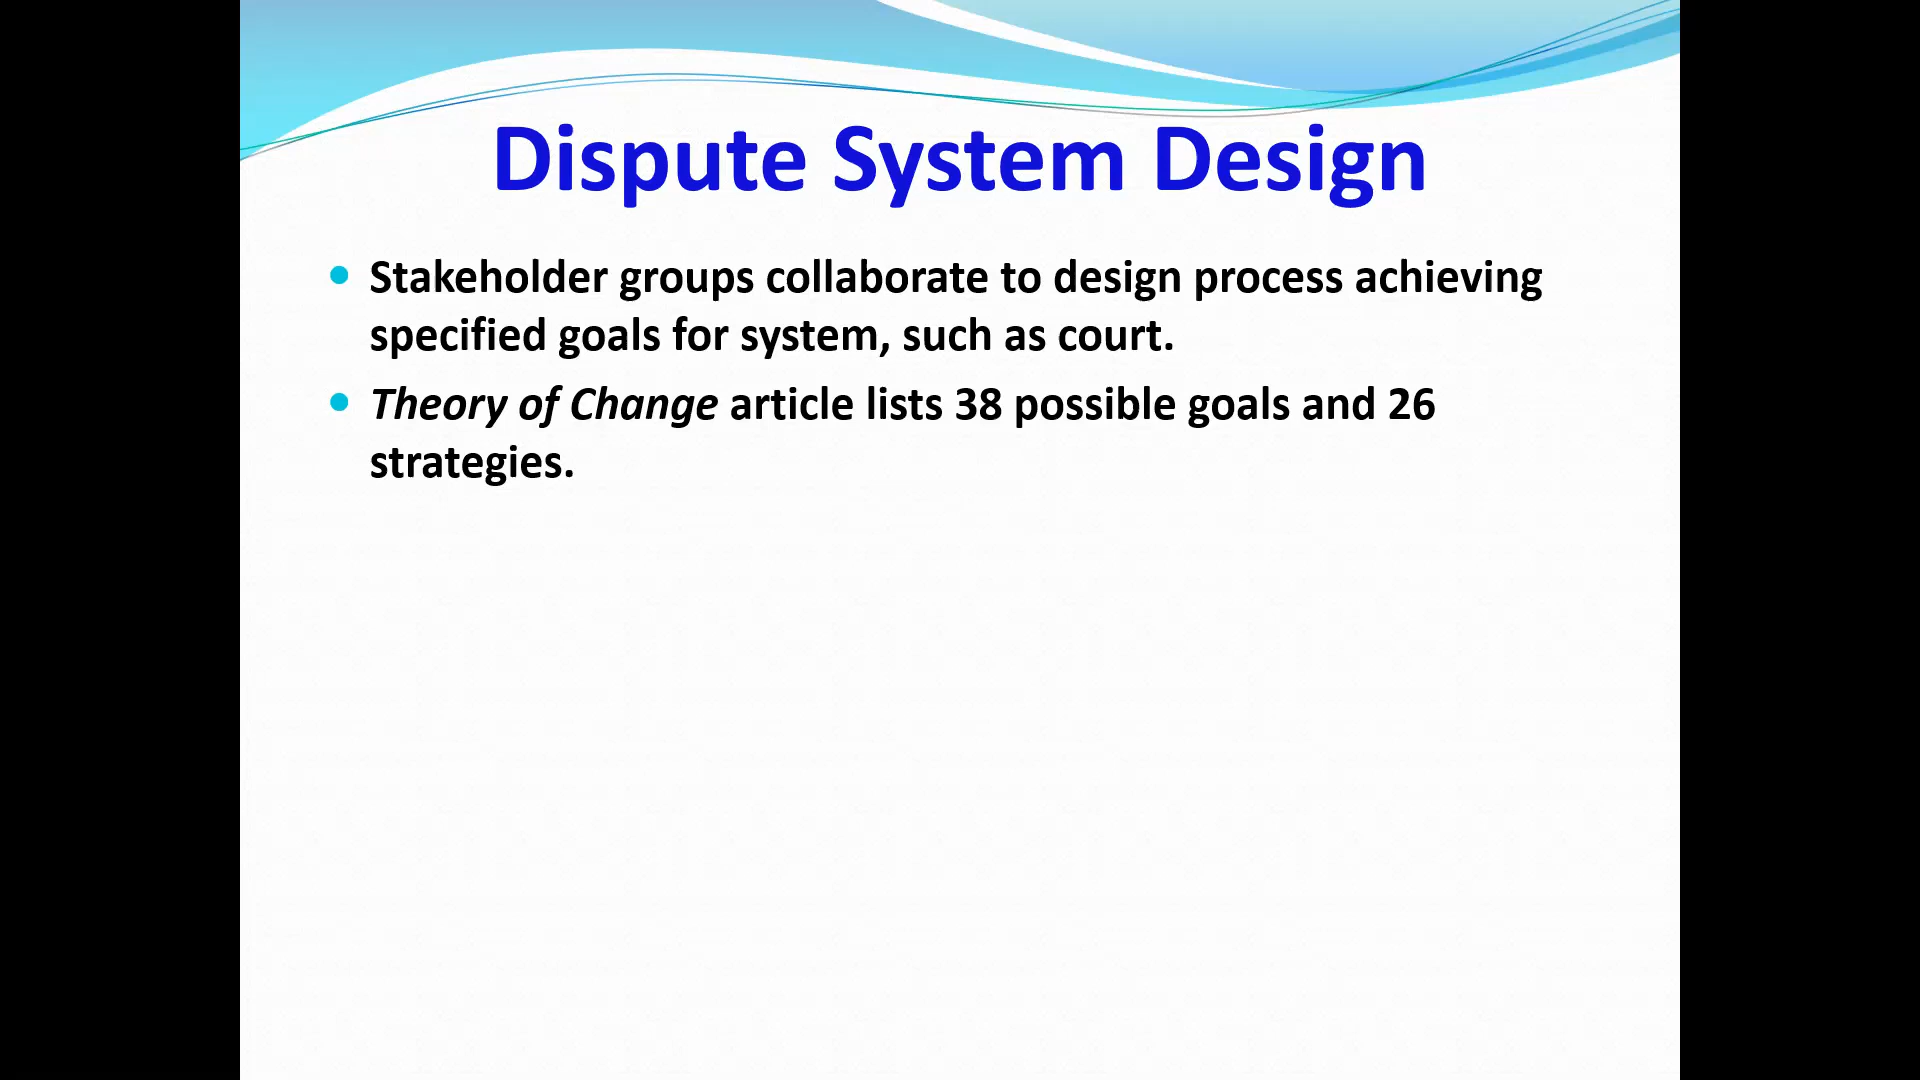 Dispute System Design
Stakeholder groups collaborate to design process achieving
specified goals for system, such as court.
Theory of Change article lists 38 possible goals and 26
strategies.